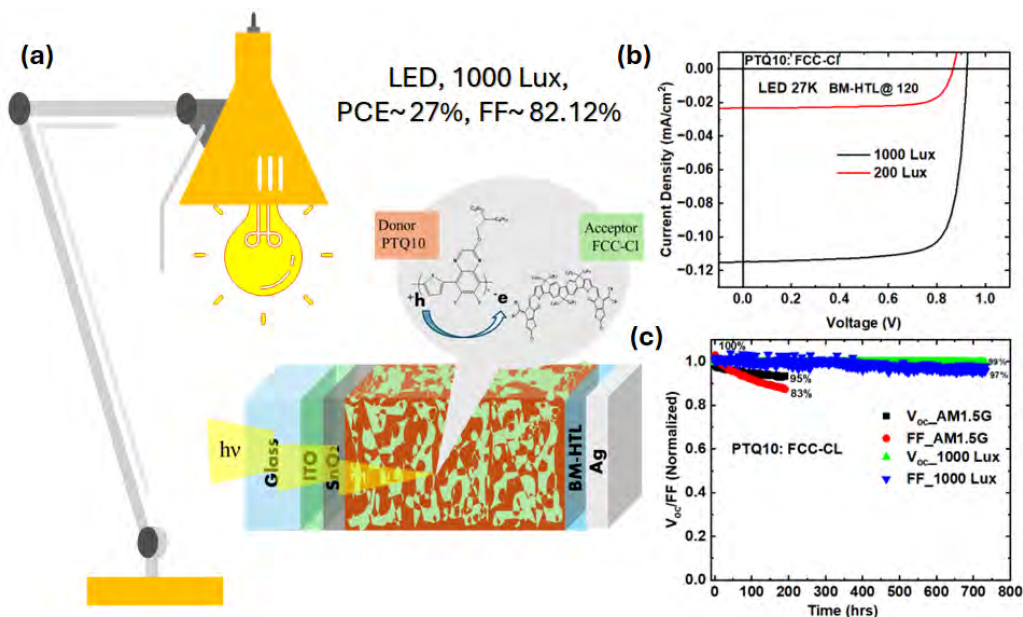 (a)
LED, 1000 Lux,
PCE~ 27%, FF~ 82.12%
Donor
PTQ10
Acceptor
FCC-Cl
+h
-e
hν
Glass
ITO
SnO2
BM-HTL
Ag
(b)
PTQ10: FCC-Cl
LED 27K BM-HTL@ 120
1000 Lux
200 Lux
Current Density (mA/cm²)
0.00
−0.02
−0.04
−0.06
−0.08
−0.10
−0.12
0.0 0.2 0.4 0.6 0.8 1.0
Voltage (V)
(c)
100%
99%
97%
95%
83%
PTQ10: FCC-CL
Voc_AM1.5G
FF_AM1.5G
Voc_1000 Lux
FF_1000 Lux
Voc/FF (Normalized)
1.0
0.8
0.6
0.4
0.2
0.0
0 100 200 300 400 500 600 700 800
Time (hrs)